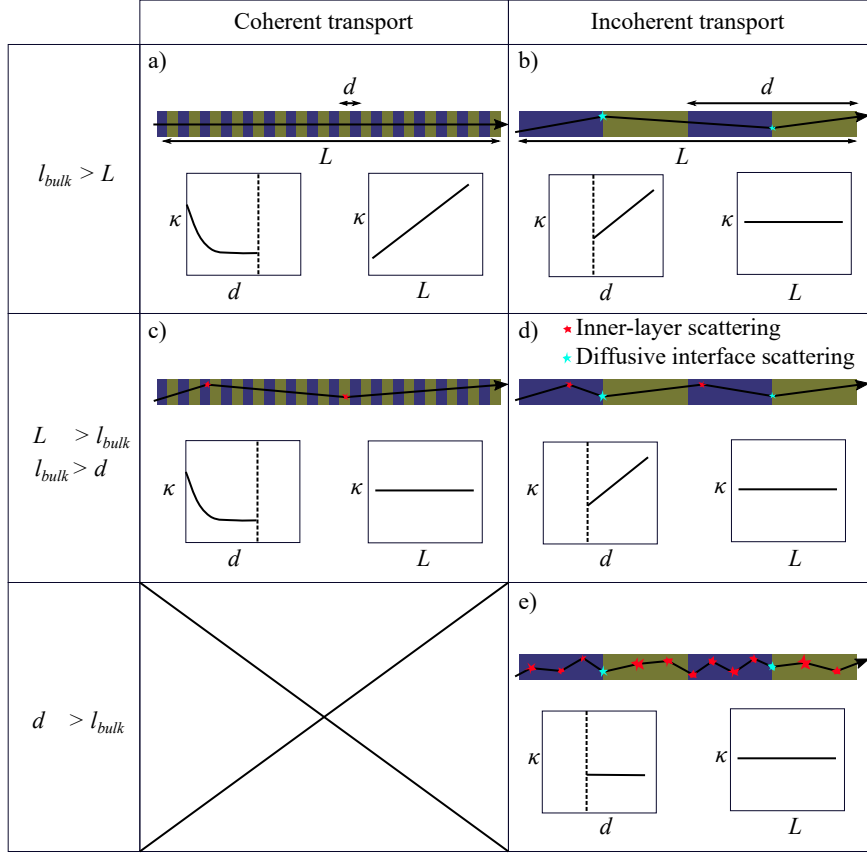 Coherent transport
Incoherent transport
l_bulk > L
a)
d
L
κ
d
κ
L
b)
d
L
κ
d
κ
L
L > l_bulk
l_bulk > d
c)
κ
d
κ
L
d)
Inner-layer scattering
Diffusive interface scattering
κ
d
κ
L
d > l_bulk
e)
κ
d
κ
L